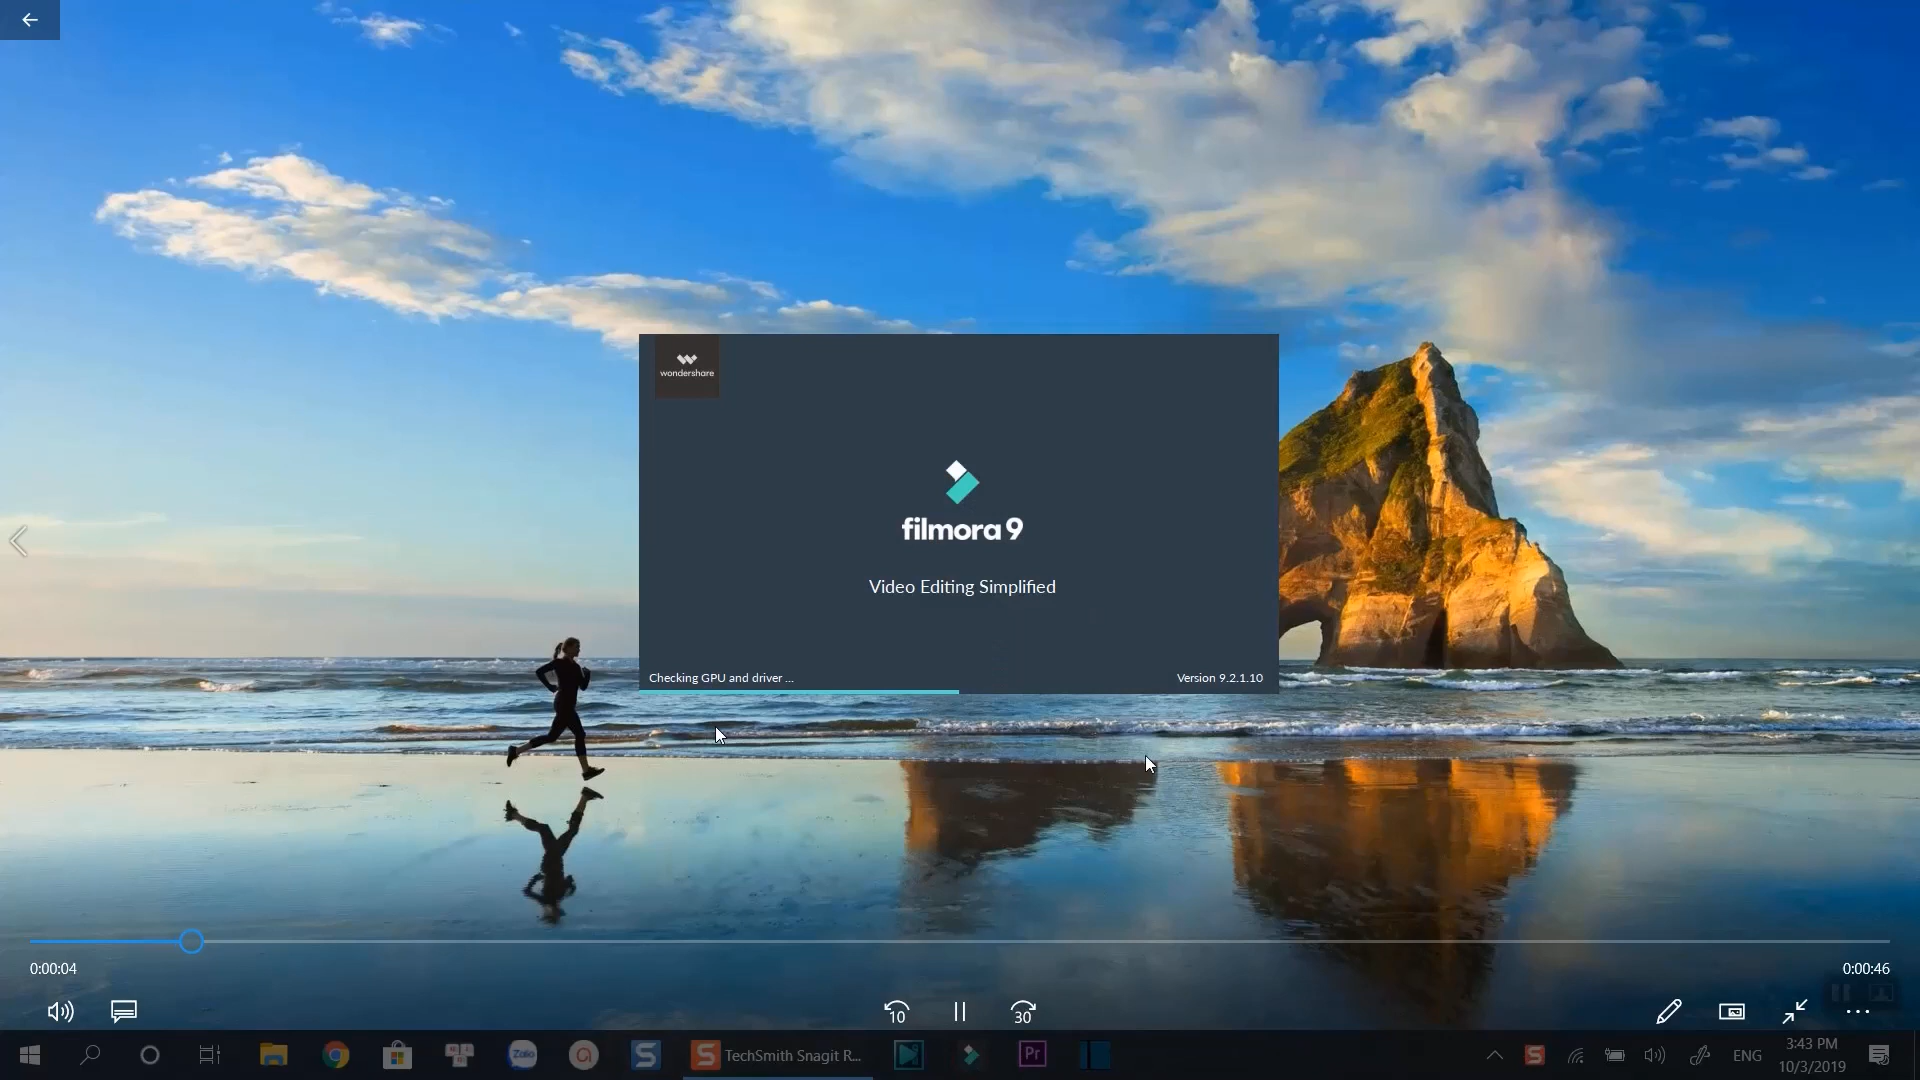 wondershare
filmora 9
Video Editing Simplified
Checking GPU and driver ...
Version 9.2.1.10
0:00:04
0:00:46
10
30
Zalo
S
S
TechSmith Snagit R...
Pr
S
ENG
3:43 PM
10/3/2019